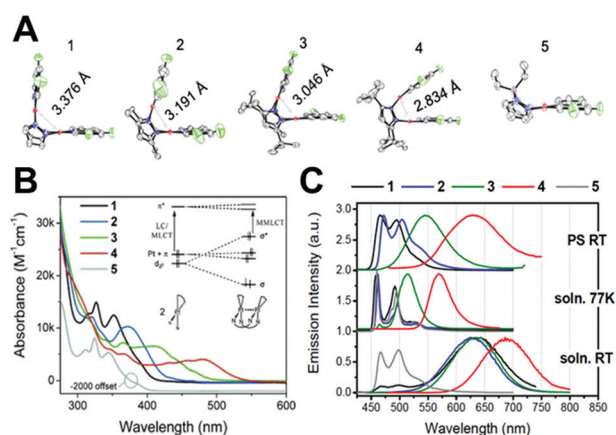 A
1
2
3
4
5
3.376 Å
3.191 Å
3.046 Å
2.834 Å
B
Absorbance (M⁻¹ cm⁻¹)
30k
20k
10k
0
1
2
3
4
5
π*
LC/
MLCT
MMLCT
σ*
Pt + π
σ
2
-2000 offset
300
400
500
600
Wavelength (nm)
C
1
2
3
4
5
Emission Intensity (a.u.)
3.0
2.5
2.0
1.5
1.0
0.5
0.0
PS RT
soln. 77K
soln. RT
450
500
550
600
650
700
750
800
850
Wavelength (nm)